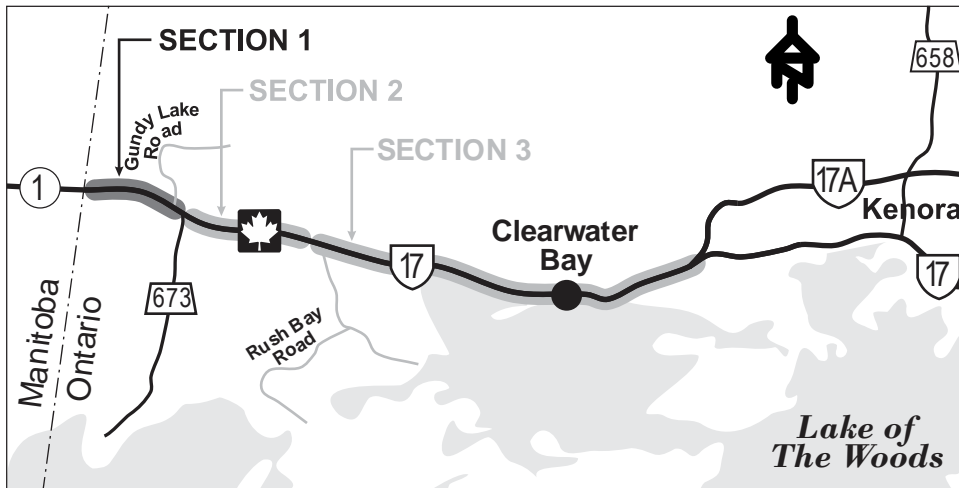 SECTION 1
658
SECTION 2
Gundy Lake
Road
SECTION 3
1
17A
Kenora
Clearwater
Bay
17
17
673
Rush Bay
Road
Manitoba
Ontario
Lake of
The Woods